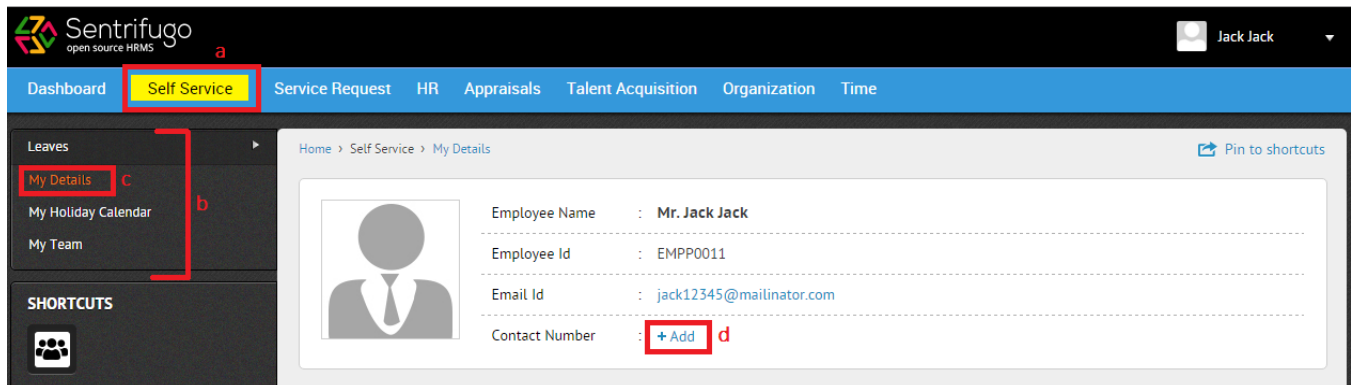 Sentrifugo
open source HRMS
a
Jack Jack
Dashboard Self Service Service Request HR Appraisals Talent Acquisition Organization Time
Leaves
My Details c
My Holiday Calendar
b
My Team
SHORTCUTS
Home › Self Service › My Details
Pin to shortcuts
Employee Name : Mr. Jack Jack
Employee Id : EMPP0011
Email Id : jack12345@mailinator.com
Contact Number : + Add d